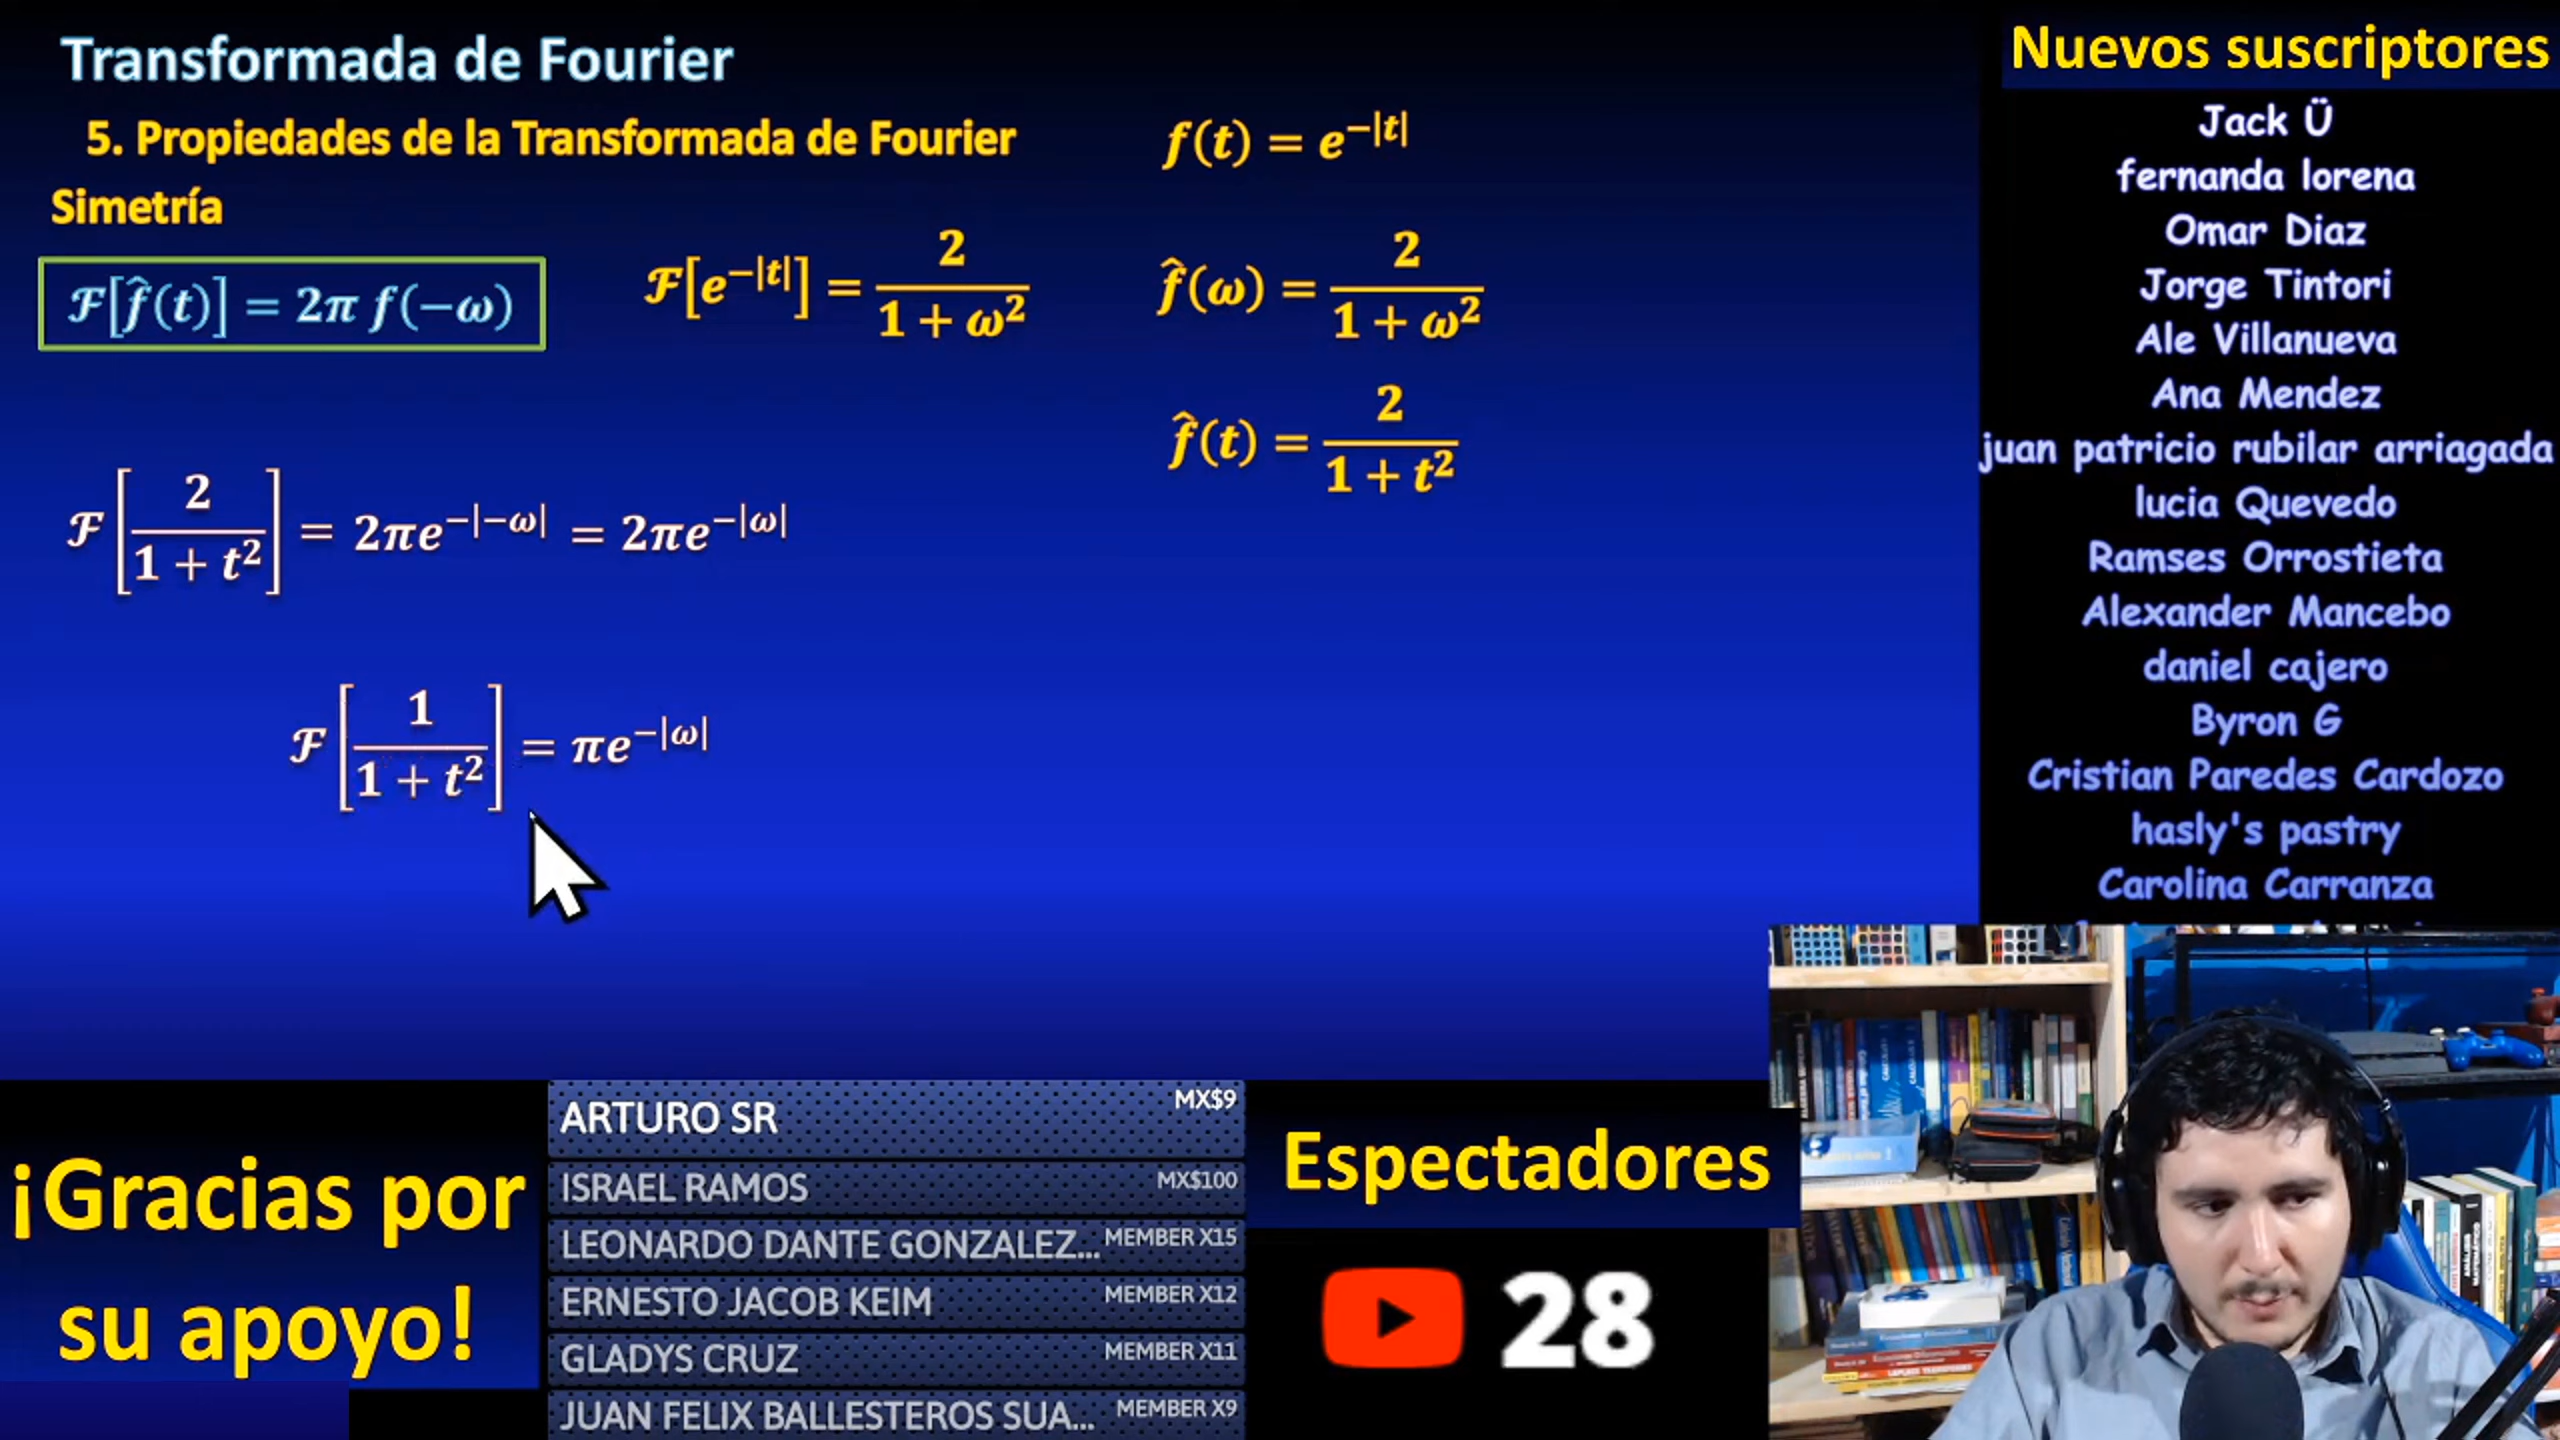 Transformada de Fourier
5. Propiedades de la Transformada de Fourier
Simetría
ℱ[f̂(t)] = 2π f(−ω)
ℱ[e^{−|t|}] = 2/(1 + ω²)
f(t) = e^{−|t|}
f̂(ω) = 2/(1 + ω²)
f̂(t) = 2/(1 + t²)
ℱ[2/(1 + t²)] = 2πe^{−|−ω|} = 2πe^{−|ω|}
ℱ[1/(1 + t²)] = πe^{−|ω|}
Nuevos suscriptores
Jack Ü
fernanda lorena
Omar Diaz
Jorge Tintori
Ale Villanueva
Ana Mendez
juan patricio rubilar arriagada
lucia Quevedo
Ramses Orrostieta
Alexander Mancebo
daniel cajero
Byron G
Cristian Paredes Cardozo
hasly's pastry
Carolina Carranza
¡Gracias por
su apoyo!
ARTURO SR MX$9
ISRAEL RAMOS MX$100
LEONARDO DANTE GONZALEZ... MEMBER X15
ERNESTO JACOB KEIM MEMBER X12
GLADYS CRUZ MEMBER X11
JUAN FELIX BALLESTEROS SUA... MEMBER X9
Espectadores
28